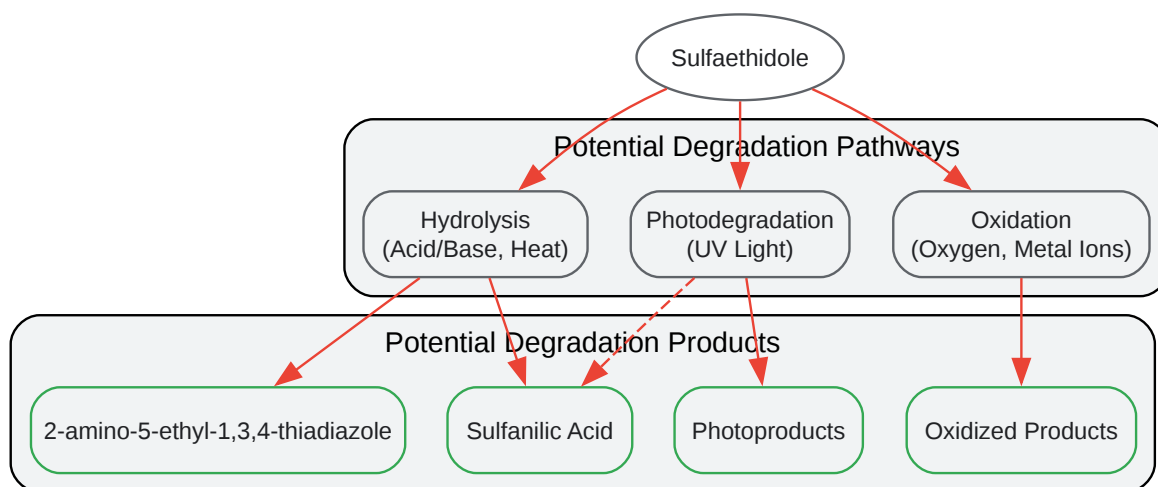 Sulfaethidole
Potential Degradation Pathways
Hydrolysis
(Acid/Base, Heat)
Photodegradation
(UV Light)
Oxidation
(Oxygen, Metal Ions)
Potential Degradation Products
2-amino-5-ethyl-1,3,4-thiadiazole
Sulfanilic Acid
Photoproducts
Oxidized Products